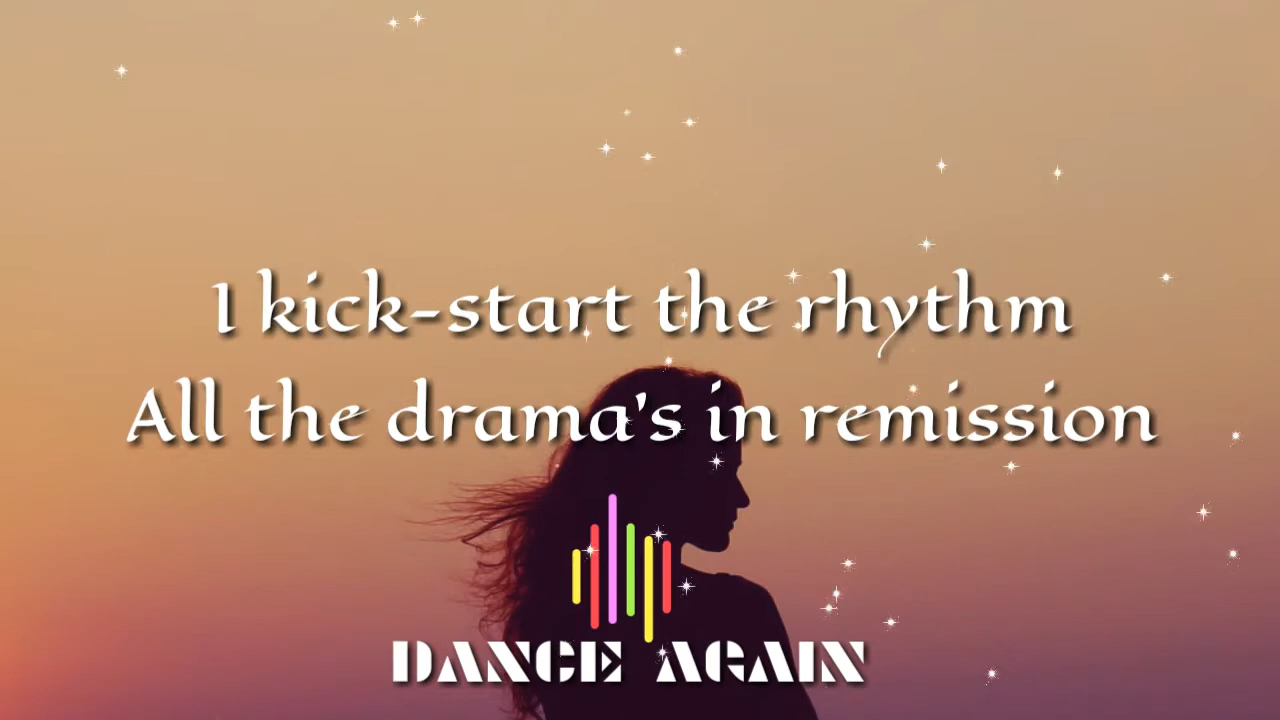 I kick-start the rhythm
All the drama's in remission
DANCE AGAIN